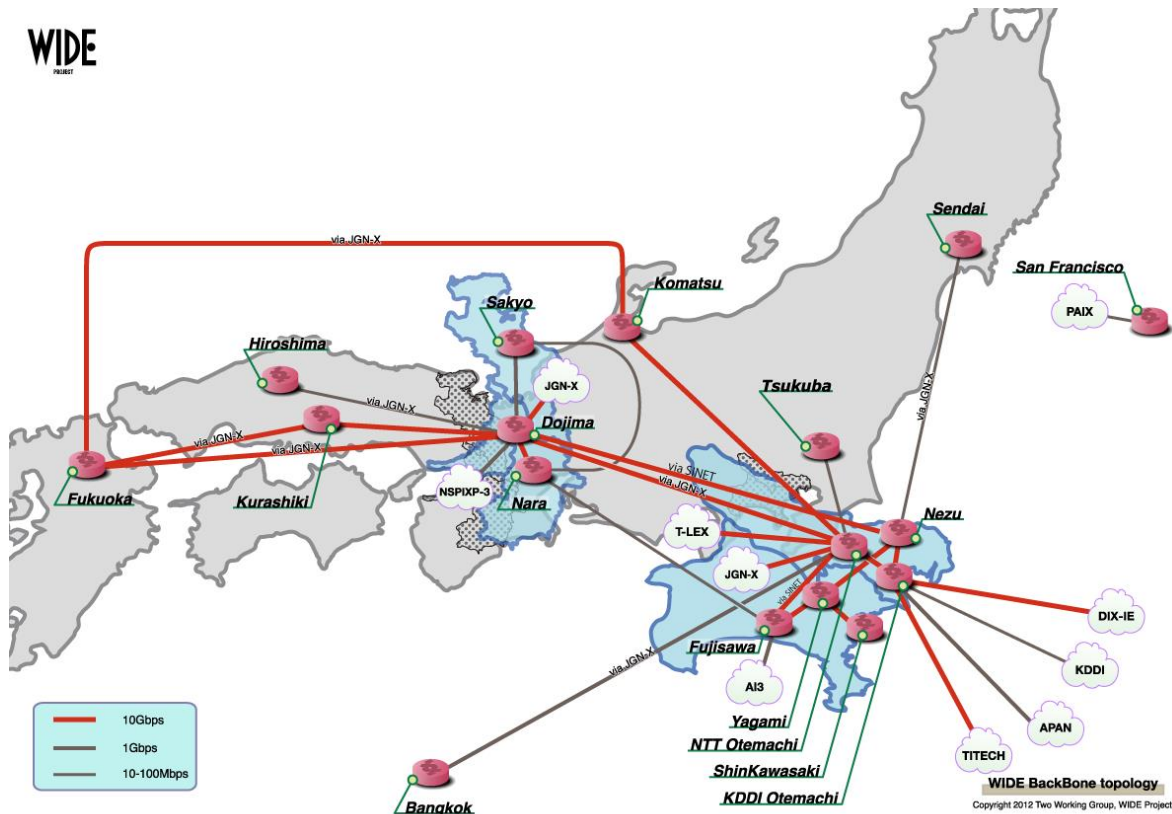 WIDE
PROJECT
via JGN-X
Sendai
San Francisco
PAIX
Komatsu
Sakyo
Hiroshima
JGN-X
Tsukuba
via JGN-X
via JGN-X
Dojima
via JGN-X
via JGN-X
via SINET
via JGN-X
Fukuoka
Kurashiki
NSPIXP-3
Nara
Nezu
T-LEX
JGN-X
via SINET
DIX-IE
Fujisawa
via JGN-X
KDDI
AI3
Yagami
APAN
NTT Otemachi
TITECH
ShinKawasaki
KDDI Otemachi
Bangkok
10Gbps
1Gbps
10-100Mbps
WIDE BackBone topology
Copyright 2012 Two Working Group, WIDE Project